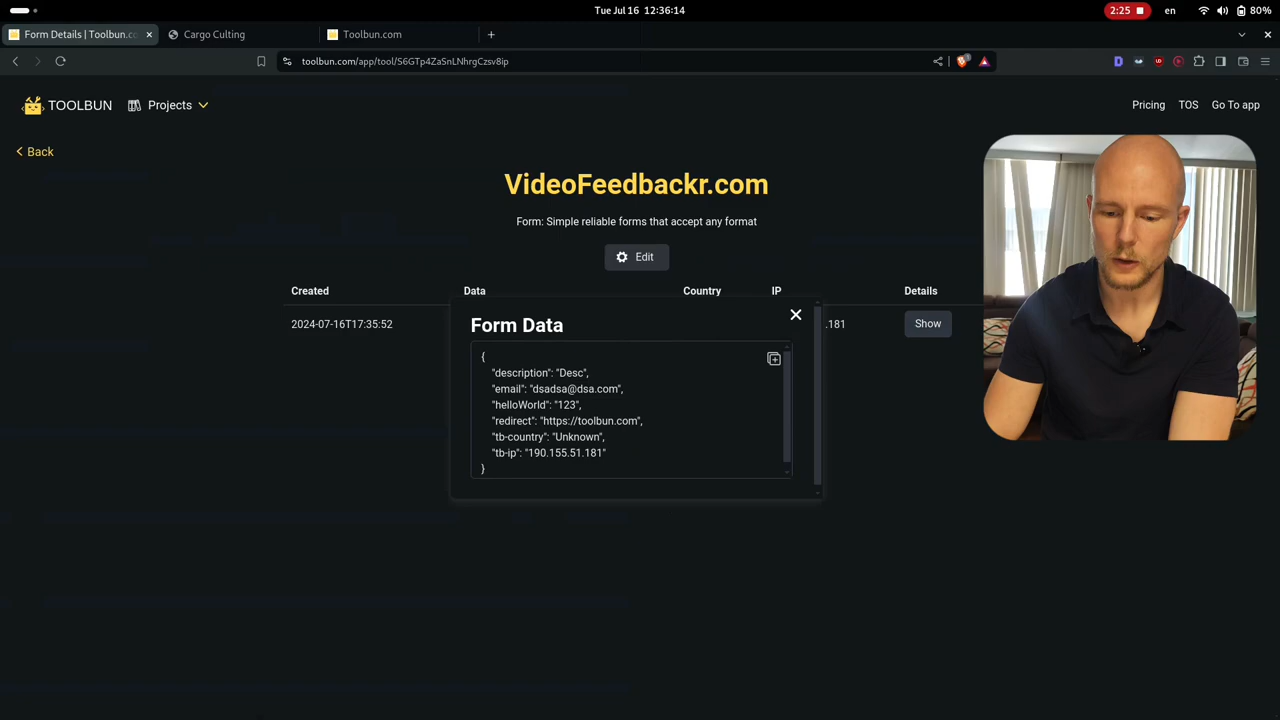 Tue Jul 16 12:36:14
2:25
en
80%
Form Details | Toolbun.co
Cargo Culting
Toolbun.com
toolbun.com/app/tool/S6GTp4ZaSnLNhrgCzsv8ip
TOOLBUN
Projects
Pricing
TOS
Go To app
Back
VideoFeedbackr.com
Form: Simple reliable forms that accept any format
Edit
Created
Data
Country
IP
Details
2024-07-16T17:35:52
.181
Show
Form Data
{
"description": "Desc",
"email": "dsadsa@dsa.com",
"helloWorld": "123",
"redirect": "https://toolbun.com",
"tb-country": "Unknown",
"tb-ip": "190.155.51.181"
}